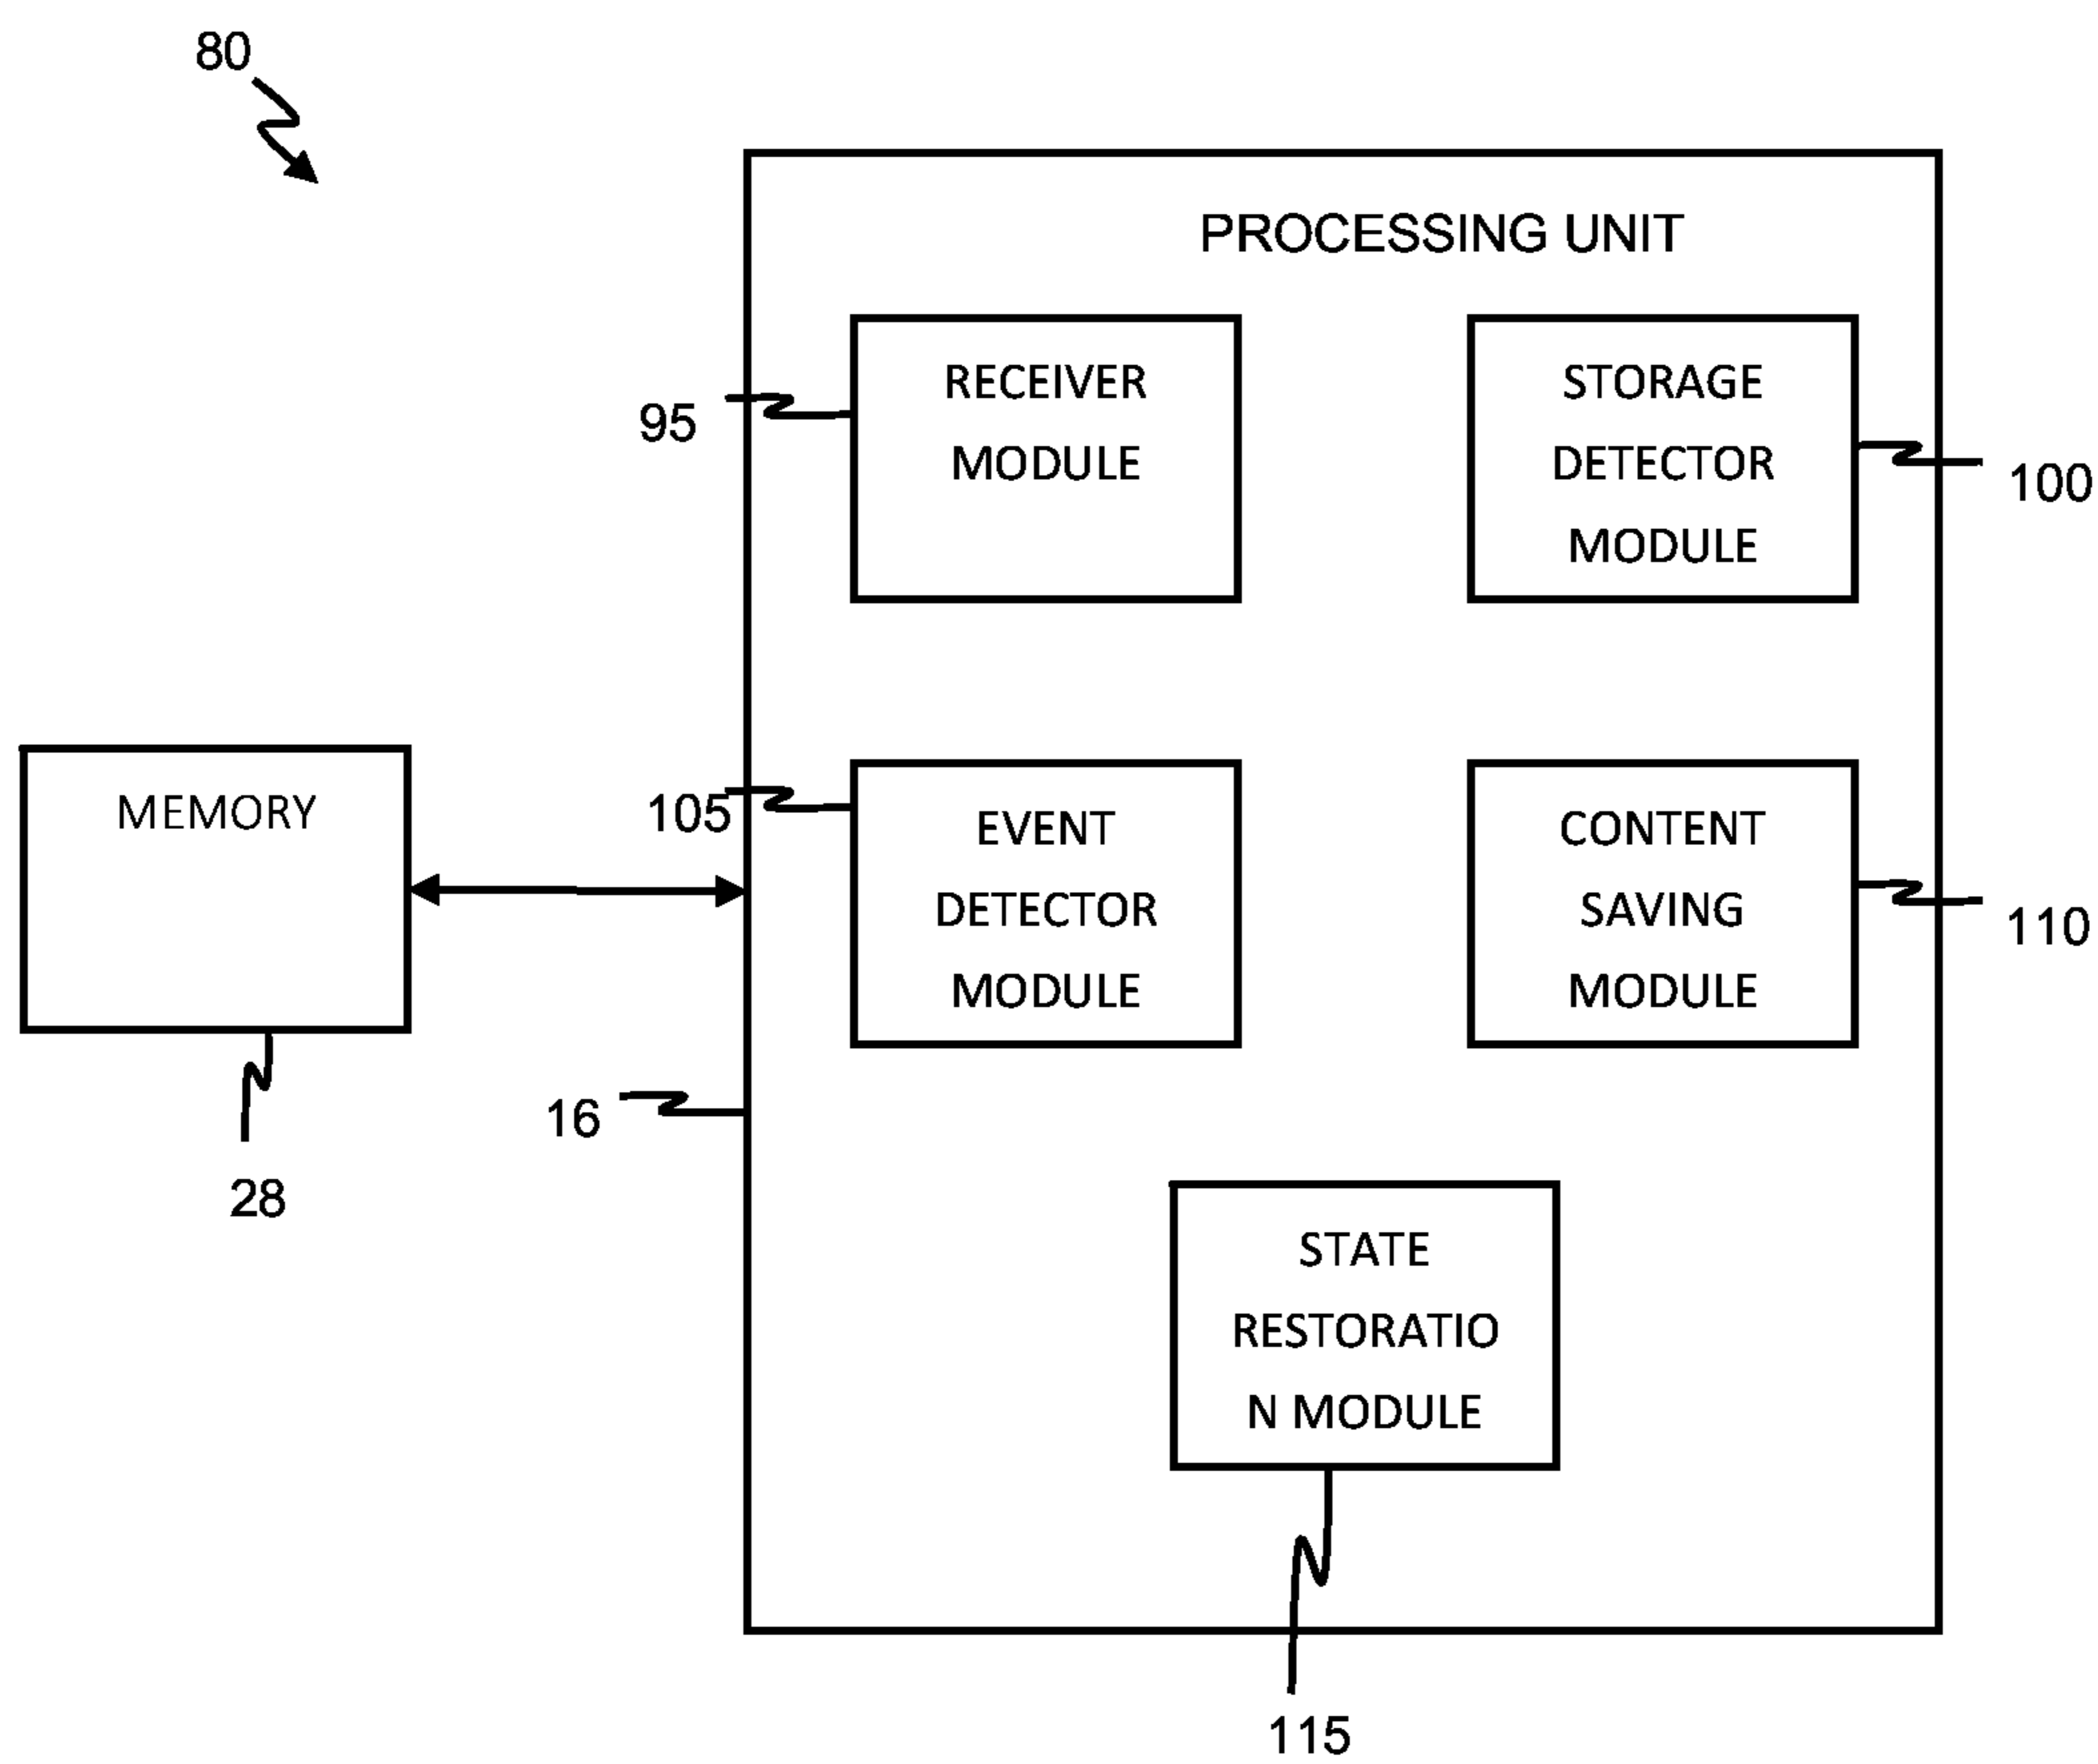 80
PROCESSING UNIT
RECEIVER
MODULE
95
STORAGE
DETECTOR
MODULE
100
MEMORY
28
105
EVENT
DETECTOR
MODULE
CONTENT
SAVING
MODULE
110
16
STATE
RESTORATIO
N MODULE
115